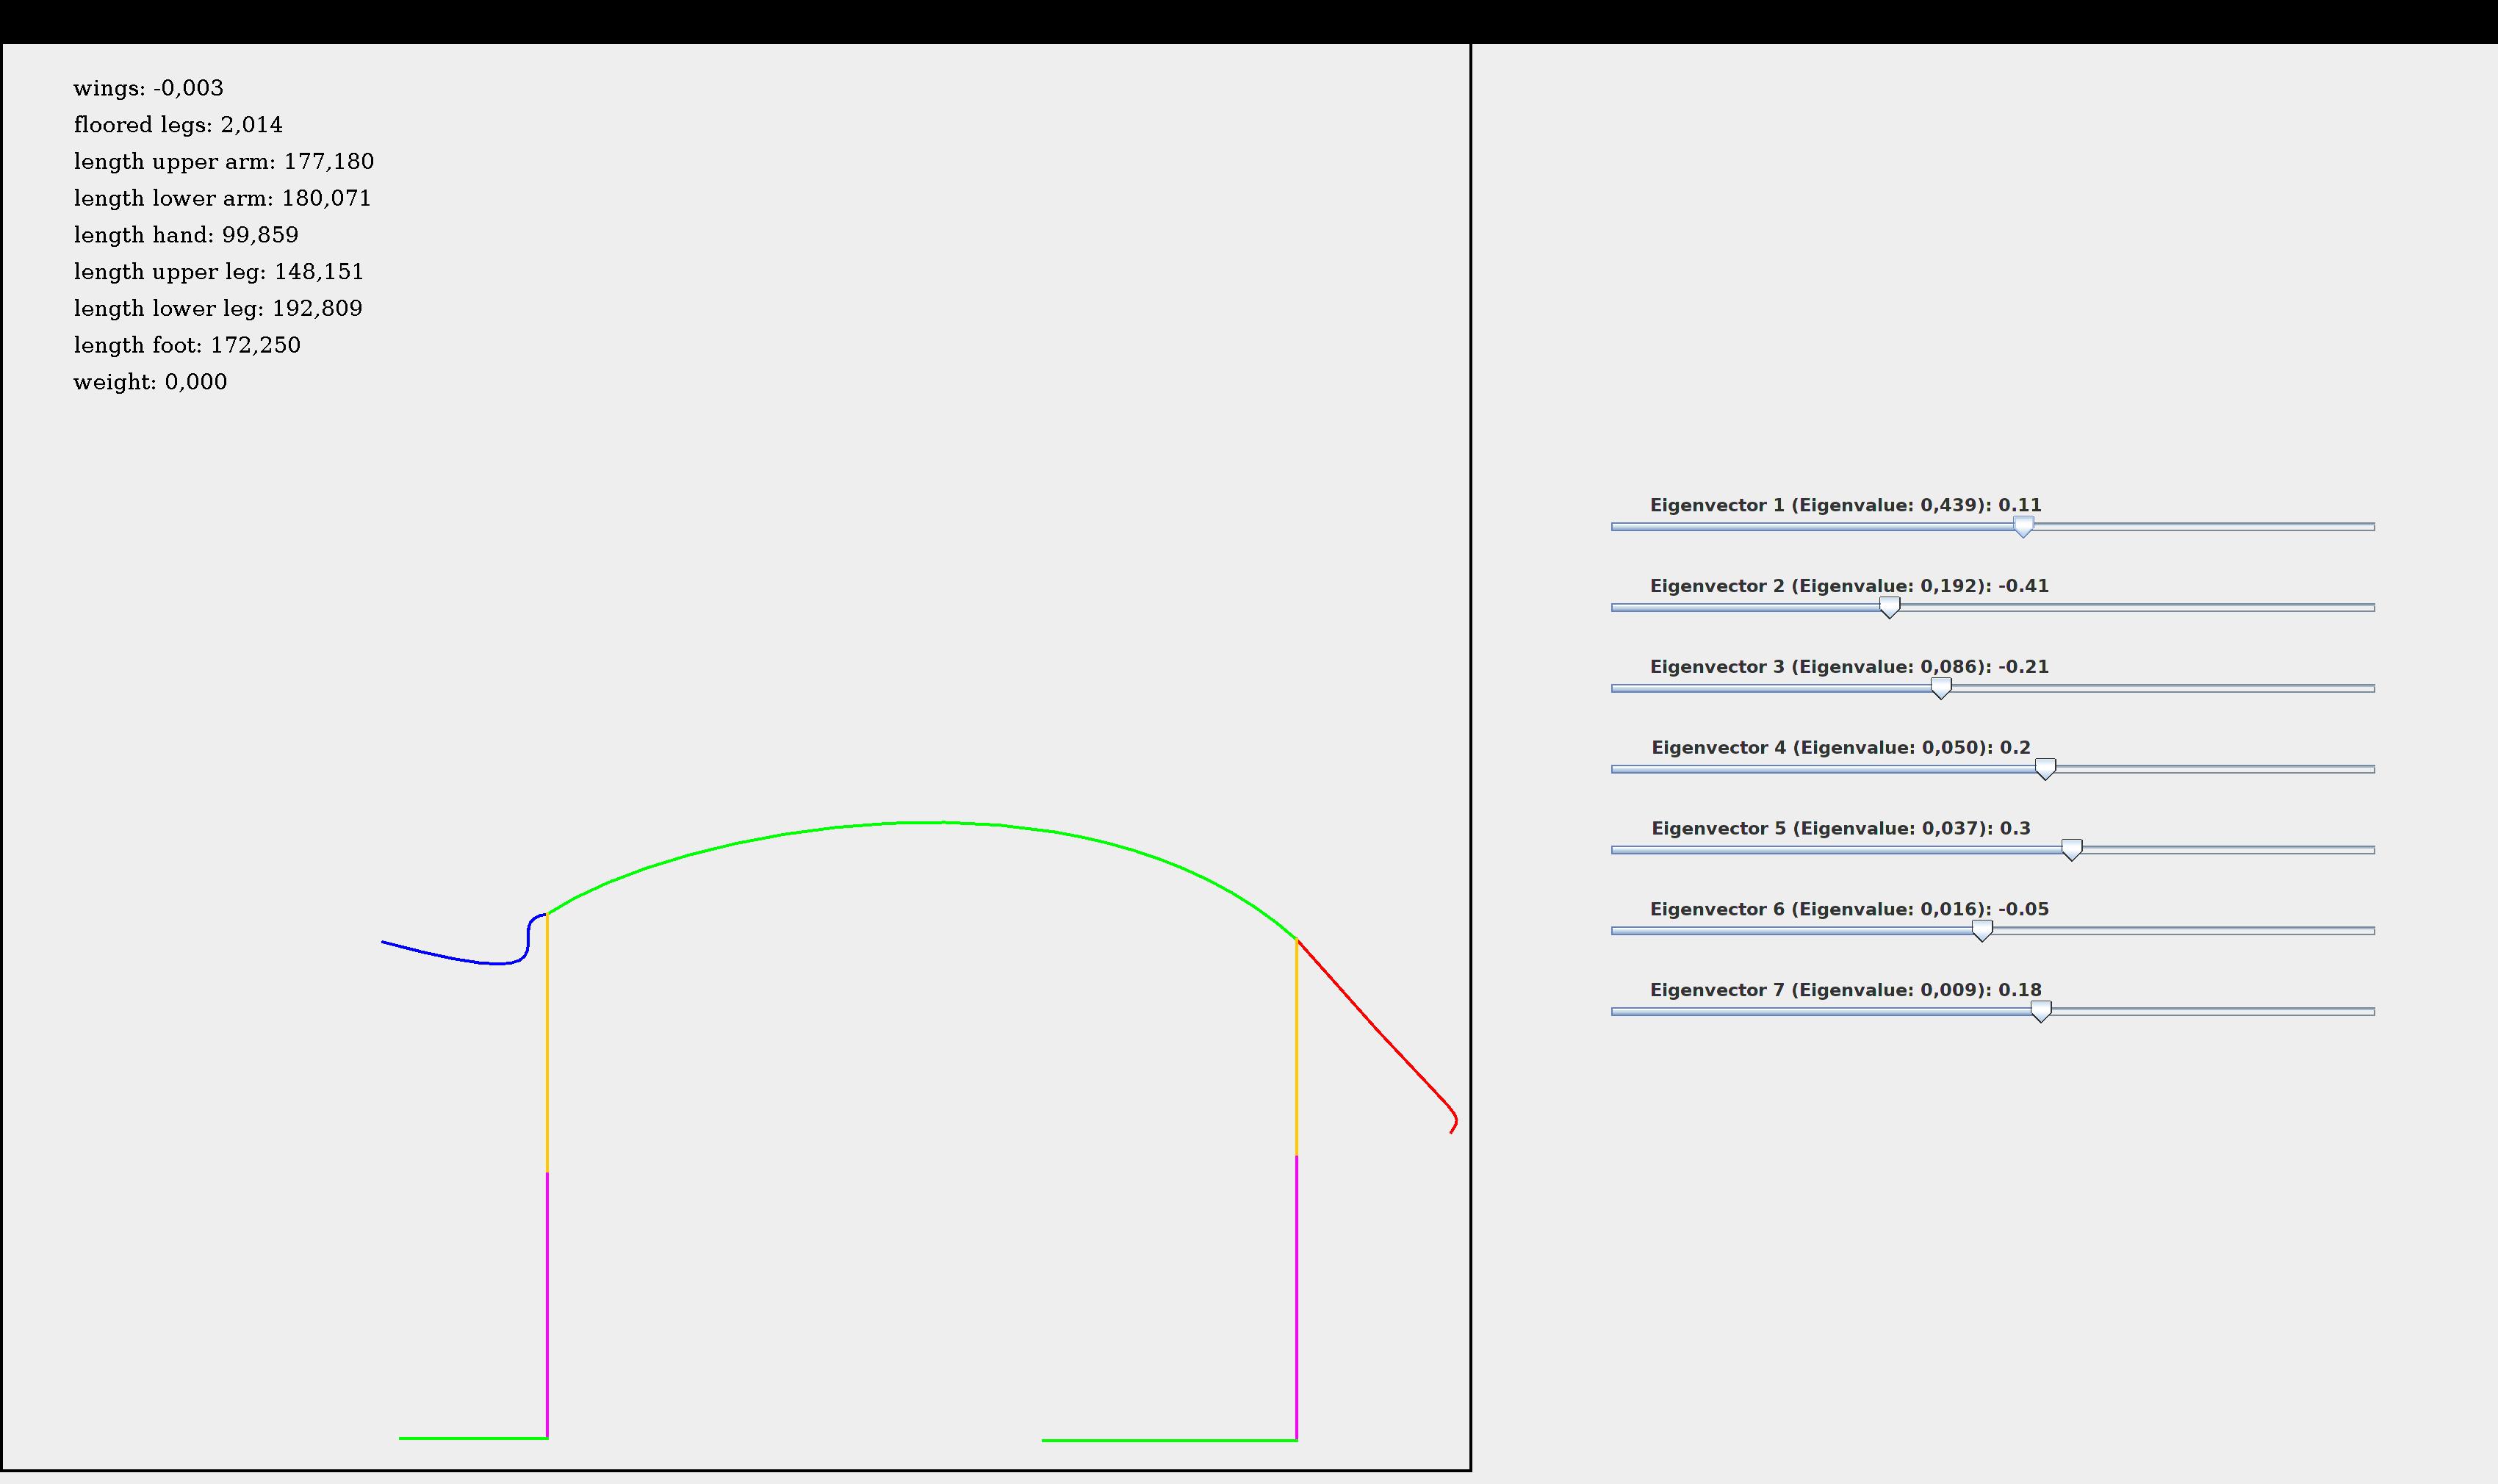 wings: -0,003
floored legs: 2,014
length upper arm: 177,180
length lower arm: 180,071
length hand: 99,859
length upper leg: 148,151
length lower leg: 192,809
length foot: 172,250
weight: 0,000
Eigenvector 1 (Eigenvalue: 0,439): 0.11
Eigenvector 2 (Eigenvalue: 0,192): -0.41
Eigenvector 3 (Eigenvalue: 0,086): -0.21
Eigenvector 4 (Eigenvalue: 0,050): 0.2
Eigenvector 5 (Eigenvalue: 0,037): 0.3
Eigenvector 6 (Eigenvalue: 0,016): -0.05
Eigenvector 7 (Eigenvalue: 0,009): 0.18